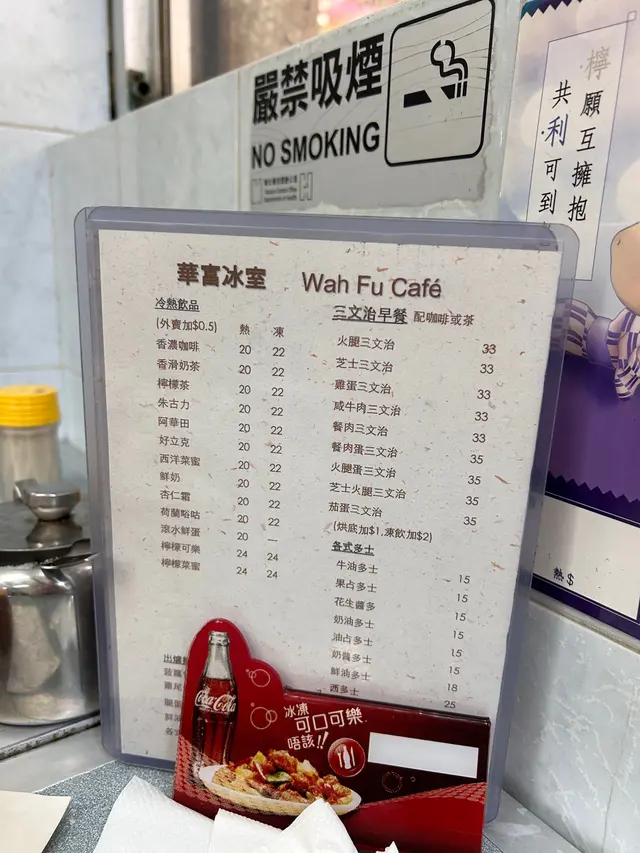 嚴禁吸煙
NO SMOKING
檸願互擁抱
共利可到
華富冰室 Wah Fu Café
冷熱飲品
(外賣加$0.5) 熱 凍
香濃咖啡 20 22
香滑奶茶 20 22
檸檬茶 20 22
朱古力 20 22
阿華田 20 22
好立克 20 22
西洋菜蜜 20 22
鮮奶 20 22
杏仁霜 20 22
荷蘭唂咕 20 22
滾水鮮蛋 20 —
檸檬可樂 24 24
檸檬菜蜜 24 24
三文治早餐 配咖啡或茶
火腿三文治 33
芝士三文治 33
雞蛋三文治 33
咸牛肉三文治 33
餐肉三文治 33
餐肉蛋三文治 35
火腿蛋三文治 35
芝士火腿三文治 35
茄蛋三文治 35
(烘底加$1,凍飲加$2)
各式多士
牛油多士 15
果占多士 15
花生醬多 15
奶油多士 15
油占多士 15
奶醬多士 15
鮮油多士 18
西多士 25
Coca-Cola
冰凍
可口可樂
唔該!!
熱$